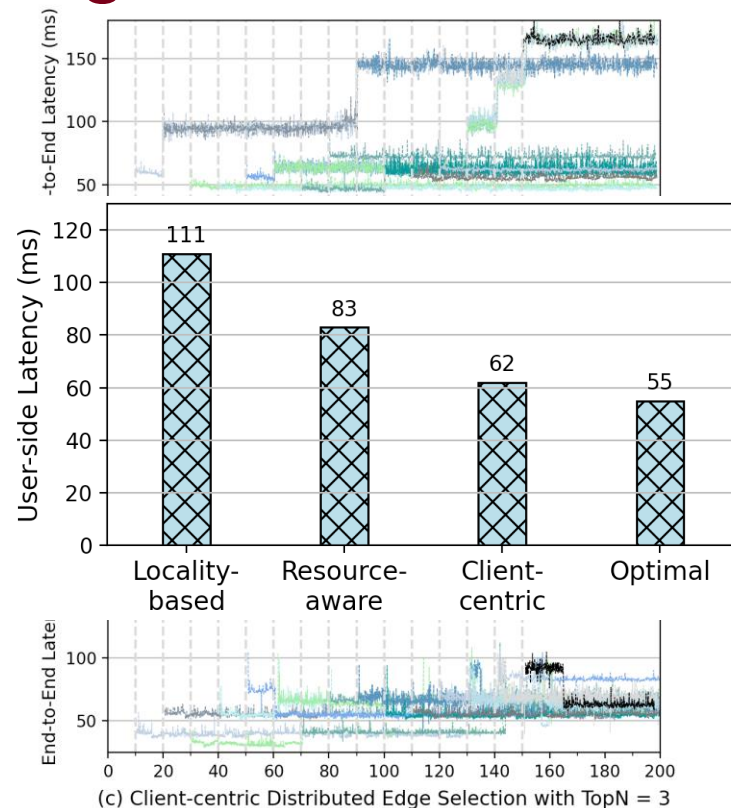 -to-End Latency (ms)
150
100
50
User-side Latency (ms)
120
100
80
60
40
20
0
111
83
62
55
Locality-
based
Resource-
aware
Client-
centric
Optimal
End-to-End
100
50
0 20 40 60 80 100 120 140 160 180 200
(c) Client-centric Distributed Edge Selection with TopN = 3